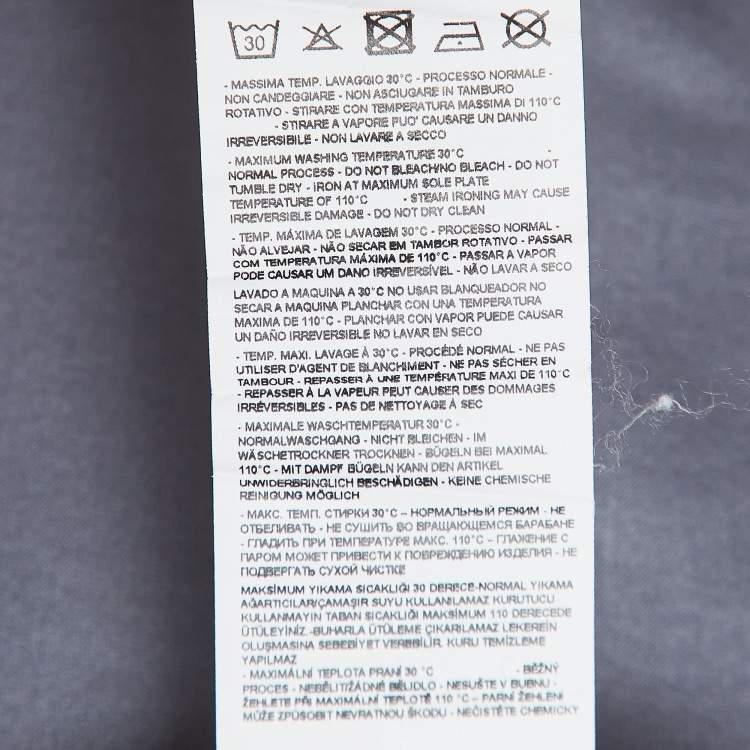 30
- MASSIMA TEMP. LAVAGGIO 30°C - PROCESSO NORMALE -
NON CANDEGGIARE - NON ASCIUGARE IN TAMBURO
ROTATIVO - STIRARE CON TEMPERATURA MASSIMA DI 110°C
- STIRARE A VAPORE PUO' CAUSARE UN DANNO
IRREVERSIBILE - NON LAVARE A SECCO
- MAXIMUM WASHING TEMPERATURE 30°C -
NORMAL PROCESS - DO NOT BLEACH/NO BLEACH - DO NOT
TUMBLE DRY - IRON AT MAXIMUM SOLE PLATE
TEMPERATURE OF 110°C - STEAM IRONING MAY CAUSE
IRREVERSIBLE DAMAGE - DO NOT DRY CLEAN
- TEMP. MÁXIMA DE LAVAGEM 30°C - PROCESSO NORMAL -
NÃO ALVEJAR - NÃO SECAR EM TAMBOR ROTATIVO - PASSAR
COM TEMPERATURA MÁXIMA DE 110°C - PASSAR A VAPOR
PODE CAUSAR UM DANO IRREVERSÍVEL - NÃO LAVAR A SECO
LAVADO A MAQUINA A 30°C NO USAR BLANQUEADOR NO
SECAR A MAQUINA PLANCHAR CON UNA TEMPERATURA
MAXIMA DE 110°C - PLANCHAR CON VAPOR PUEDE CAUSAR
UN DAÑO IRREVERSIBLE NO LAVAR EN SECO
- TEMP. MAXI. LAVAGE À 30°C - PROCÉDÉ NORMAL - NE PAS
UTILISER D'AGENT DE BLANCHIMENT - NE PAS SÉCHER EN
TAMBOUR - REPASSER À UNE TEMPÉRATURE MAXI DE 110°C
- REPASSER À LA VAPEUR PEUT CAUSER DES DOMMAGES
IRRÉVERSIBLES - PAS DE NETTOYAGE À SEC
- MAXIMALE WASCHTEMPERATUR 30°C -
NORMALWASCHGANG - NICHT BLEICHEN - IM
WÄSCHETROCKNER TROCKNEN - BÜGELN BEI MAXIMAL
110°C - MIT DAMPF BÜGELN KANN DEN ARTIKEL
UNWIDERBRINGLICH BESCHÄDIGEN - KEINE CHEMISCHE
REINIGUNG MÖGLICH
- МАКС. ТЕМП. СТИРКИ 30°C – НОРМАЛЬНЫЙ РЕЖИМ - НЕ
ОТБЕЛИВАТЬ - НЕ СУШИТЬ ВО ВРАЩАЮЩЕМСЯ БАРАБАНЕ
- ГЛАДИТЬ ПРИ ТЕМПЕРАТУРЕ МАКС. 110°C – ГЛАЖЕНИЕ С
ПАРОМ МОЖЕТ ПРИВЕСТИ К ПОВРЕЖДЕНИЮ ИЗДЕЛИЯ - НЕ
ПОДВЕРГАТЬ СУХОЙ ЧИСТКЕ
MAKSİMUM YIKAMA SICAKLIĞI 30 DERECE-NORMAL YIKAMA
AĞARTICILAR/ÇAMAŞIR SUYU KULLANILAMAZ KURUTUCU
KULLANMAYIN TABAN SICAKLIĞI MAKSİMUM 110 DERECEDE
ÜTÜLEYİNİZ -BUHARLA ÜTÜLEME ÇIKARILAMAZ LEKERİN
OLUŞMASINA SEBEBİYET VEREBİLİR. KURU TEMİZLEME
YAPILMAZ
- MAXIMÁLNÍ TEPLOTA PRANÍ 30°C - BĚŽNÝ
PROCES - NEBĚLIT/ŽÁDNÉ BĚLIDLO - NESUŠTE V BUBNU -
ŽEHLETE PŘI MAXIMÁLNÍ TEPLOTĚ 110°C – PARNÍ ŽEHLENÍ
MŮŽE ZPŮSOBIT NEVRATNOU ŠKODU - NEČISTĚTE CHEMICKY